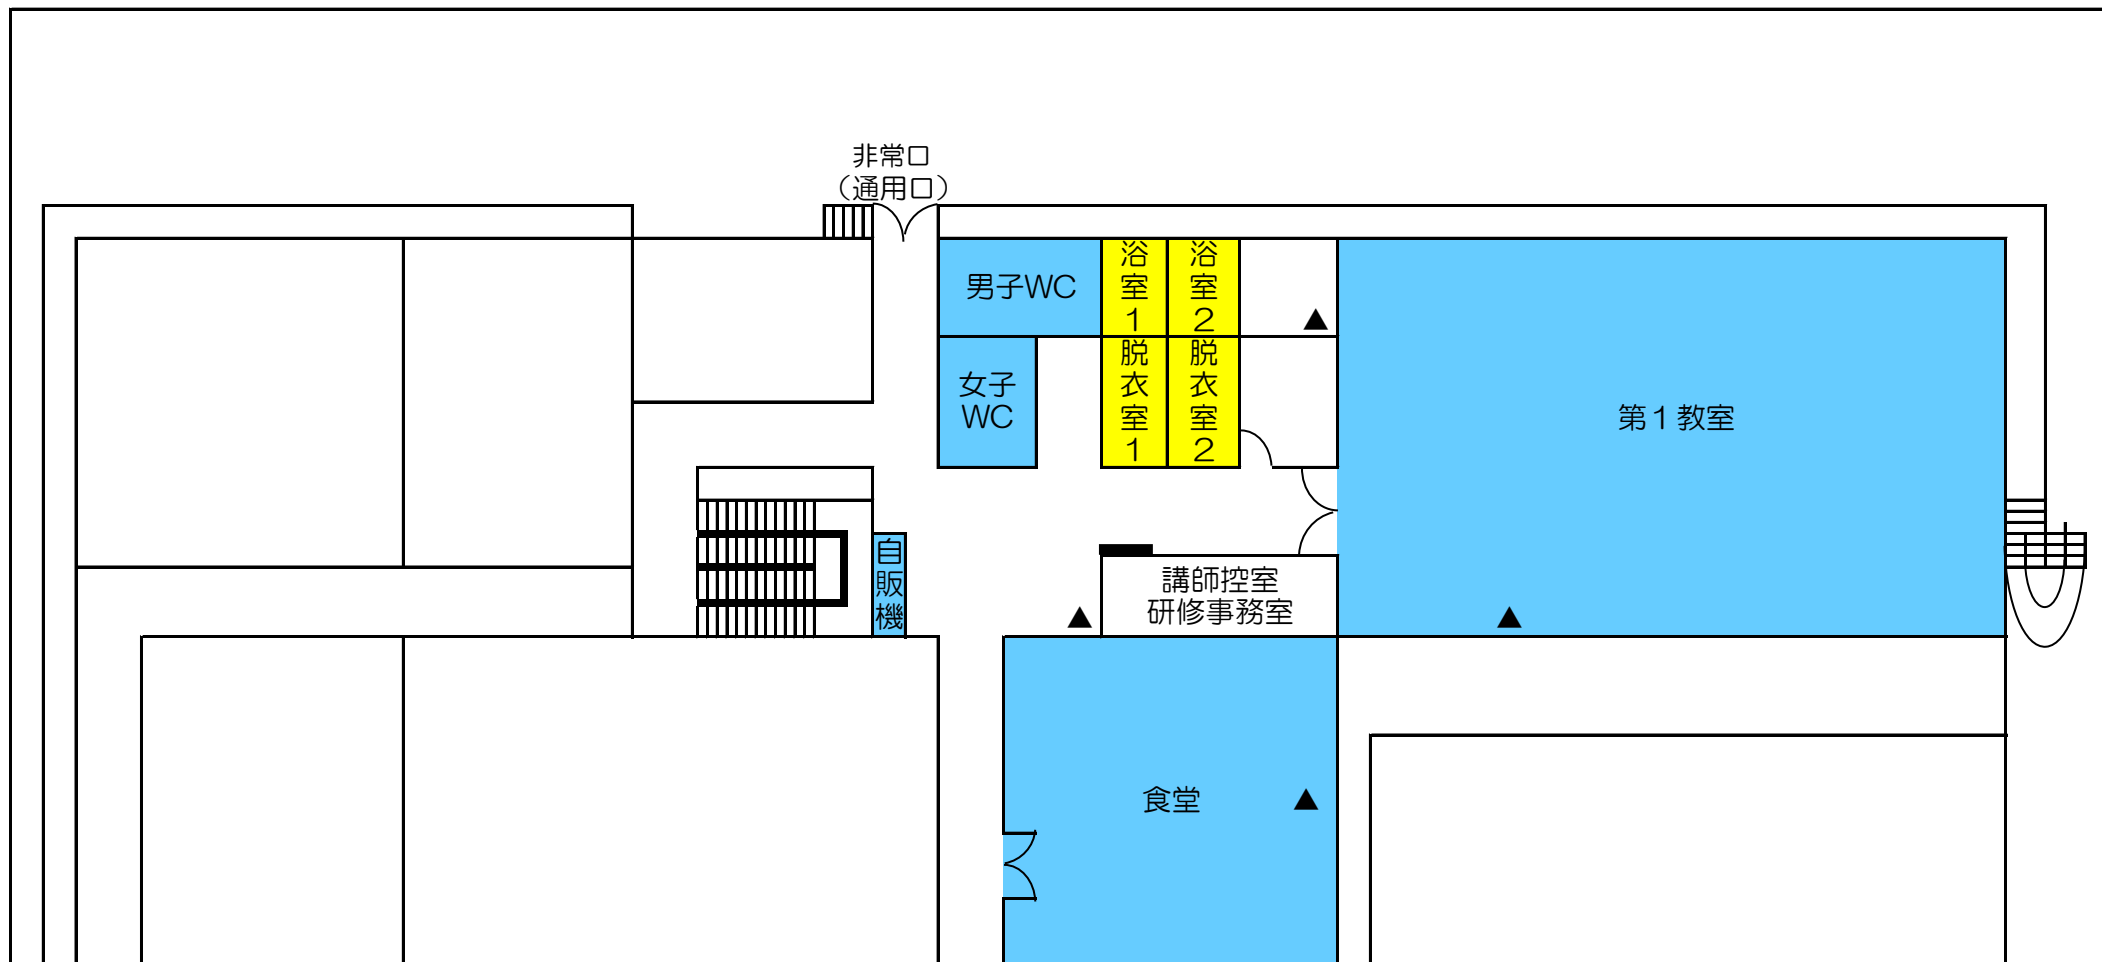 非常口
（通用口）
男子WC
浴室1
浴室2
女子
WC
脱衣室1
脱衣室2
第１教室
自販機
講師控室
研修事務室
食堂